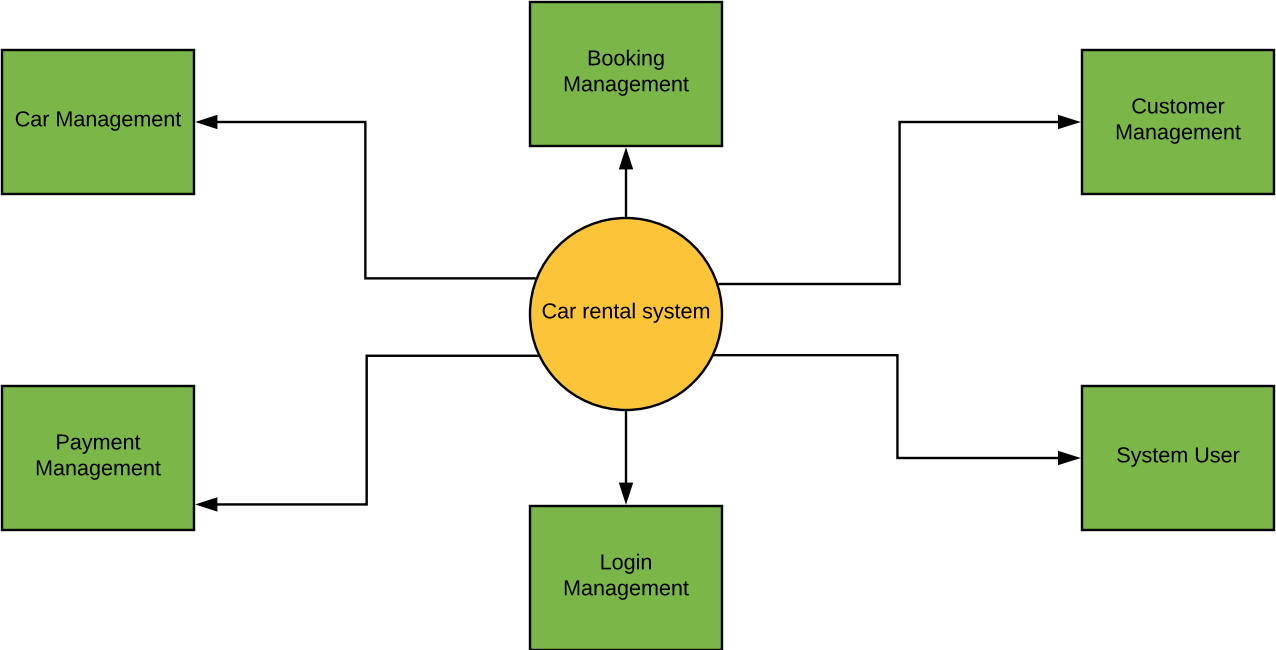 Booking
Management
Car Management
Customer
Management
Car rental system
Payment
Management
System User
Login
Management